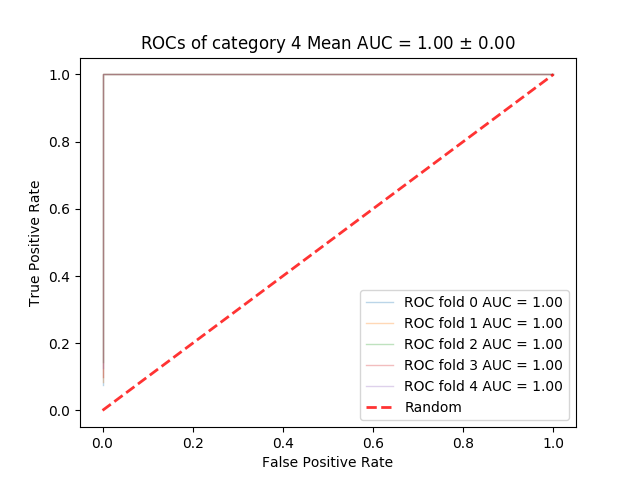 ROCs of category 4 Mean AUC = 1.00 ± 0.00
1.0
0.8
0.6
0.4
0.2
0.0
True Positive Rate
ROC fold 0 AUC = 1.00
ROC fold 1 AUC = 1.00
ROC fold 2 AUC = 1.00
ROC fold 3 AUC = 1.00
ROC fold 4 AUC = 1.00
Random
0.0 0.2 0.4 0.6 0.8 1.0
False Positive Rate